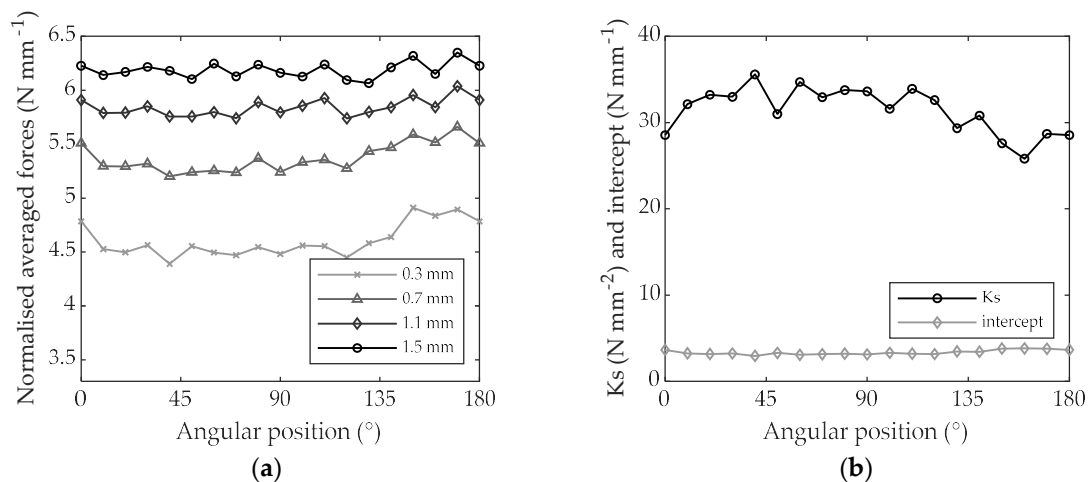 Normalised averaged forces (N mm⁻¹)
6.5
6
5.5
5
4.5
4
3.5
0.3 mm
0.7 mm
1.1 mm
1.5 mm
0 45 90 135 180
Angular position (°)
(a)
Ks (N mm⁻²) and intercept (N mm⁻¹)
40
30
20
10
0
Ks
intercept
0 45 90 135 180
Angular position (°)
(b)